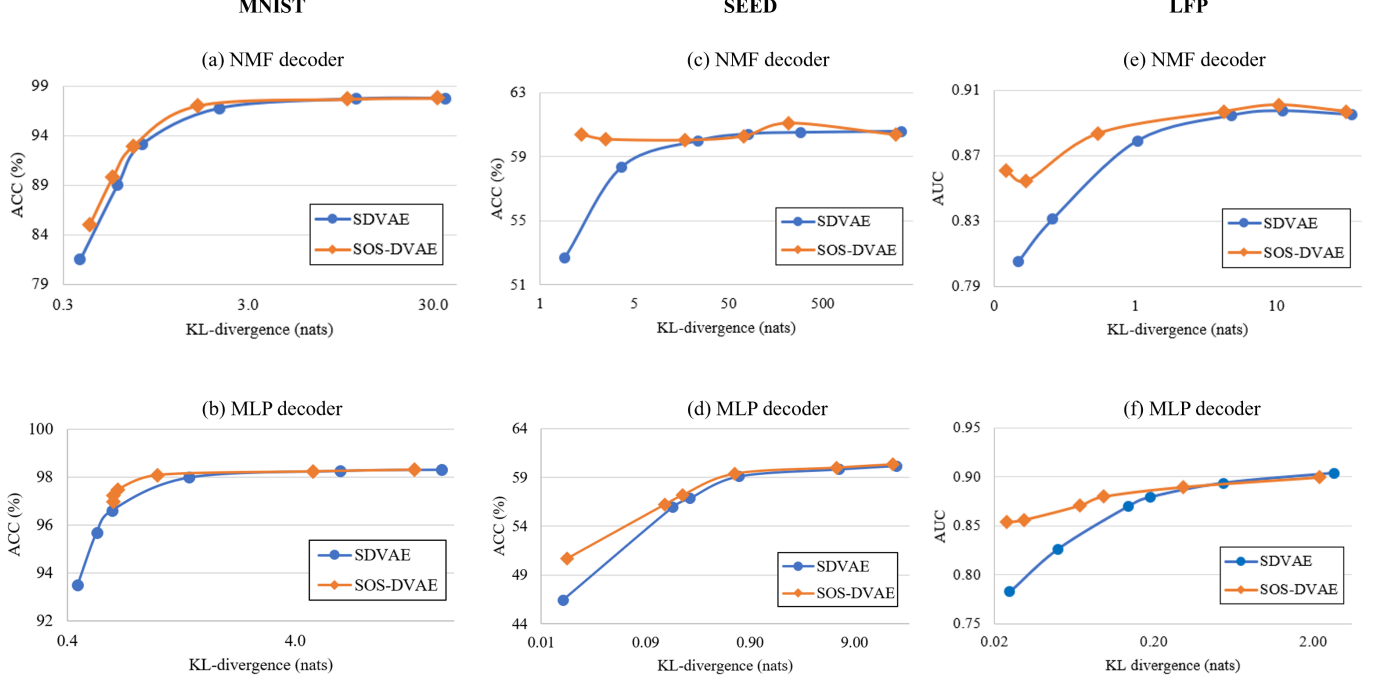 MNIST
SEED
LFP
(a) NMF decoder
99
94
89
84
79
ACC (%)
0.3
3.0
30.0
KL-divergence (nats)
SDVAE
SOS-DVAE
(c) NMF decoder
63
59
55
51
ACC (%)
1
5
50
500
KL-divergence (nats)
SDVAE
SOS-DVAE
(e) NMF decoder
0.91
0.87
0.83
0.79
AUC
0
1
10
KL-divergence (nats)
SDVAE
SOS-DVAE
(b) MLP decoder
100
98
96
94
92
ACC (%)
0.4
4.0
KL-divergence (nats)
SDVAE
SOS-DVAE
(d) MLP decoder
64
59
54
49
44
ACC (%)
0.01
0.09
0.90
9.00
KL-divergence (nats)
SDVAE
SOS-DVAE
(f) MLP decoder
0.95
0.90
0.85
0.80
0.75
AUC
0.02
0.20
2.00
KL divergence (nats)
SDVAE
SOS-DVAE